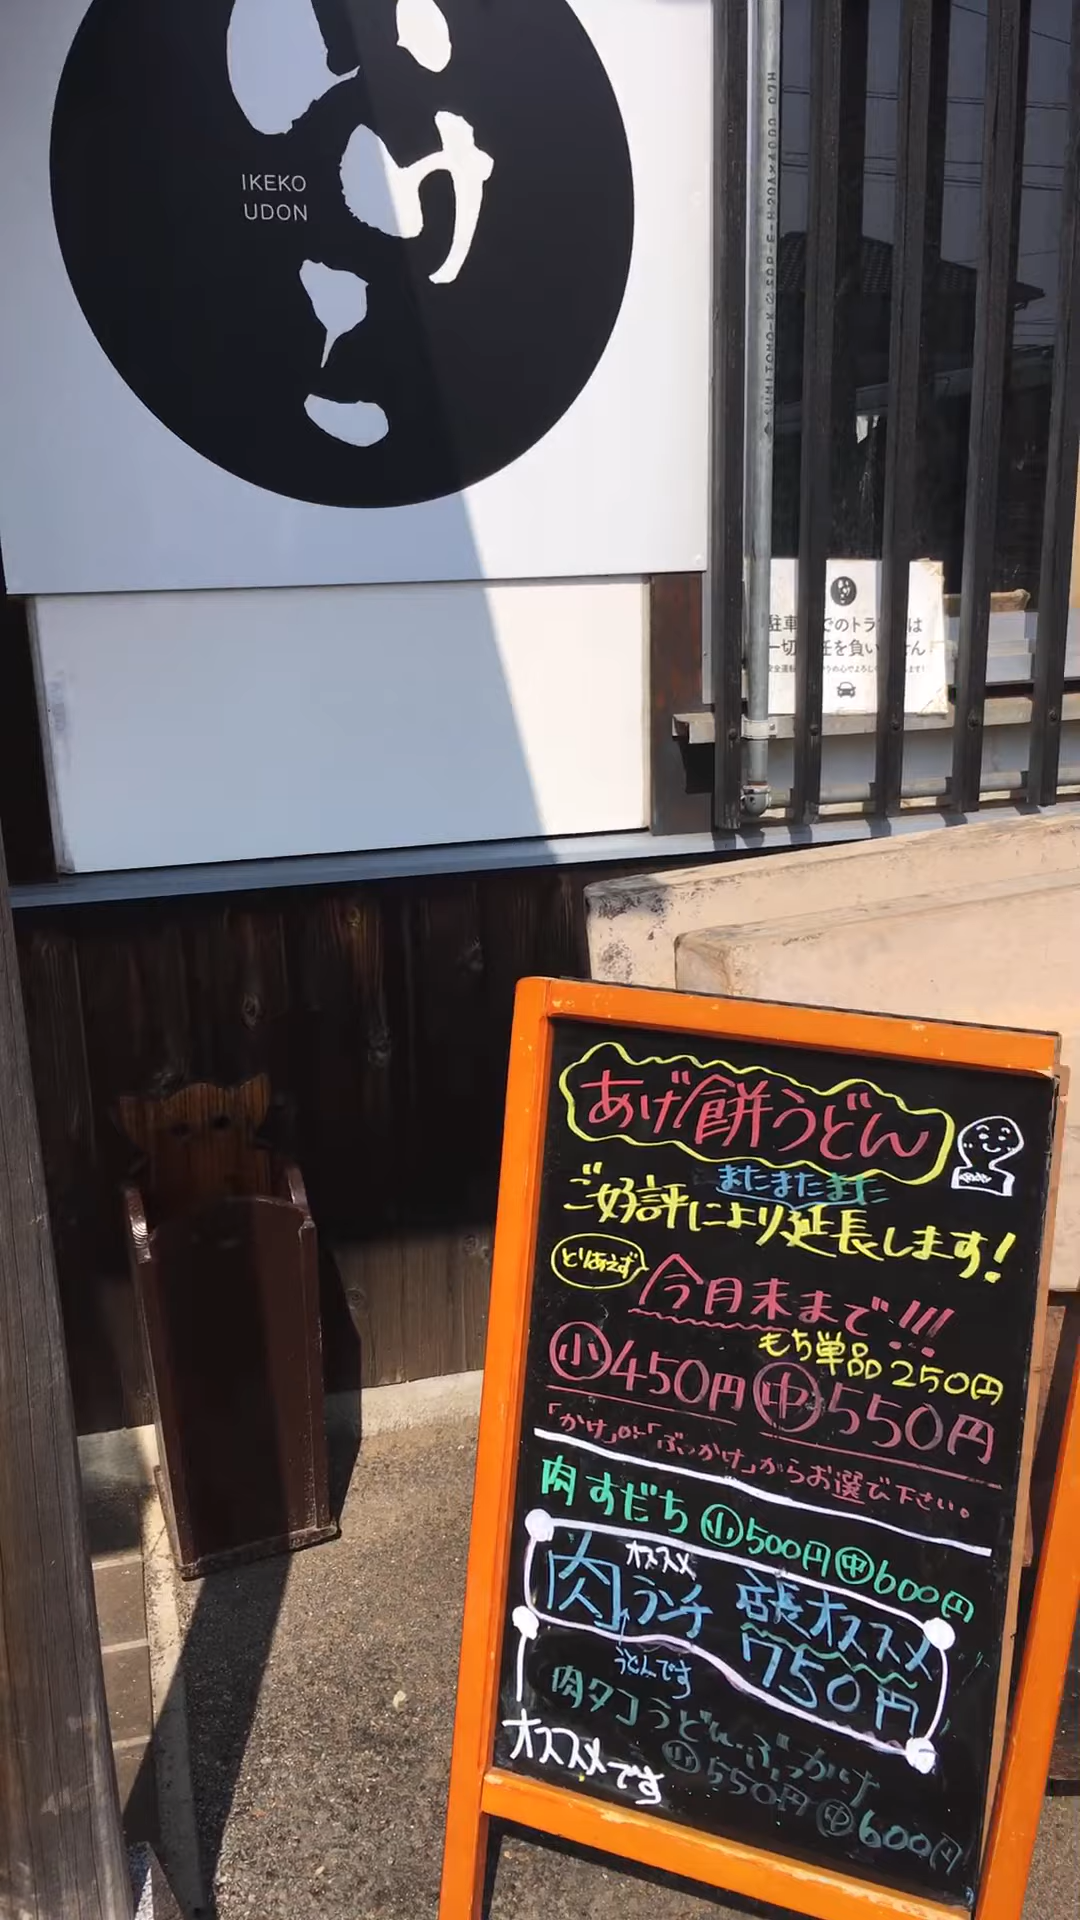 いけこ
IKEKO
UDON
あげ餅うどん
またまたまた
ご好評により延長します!
とりあえず 今月末まで!!!
もち単品250円
小450円 中550円
「かけ」or「ぶっかけ」からお選び下さい。
肉すだち 小500円 中600円
オススメ
肉ランチ 店長オススメ
うどんです 750円
肉タコうどんぶっかけ
小550円 中600円
オススメです